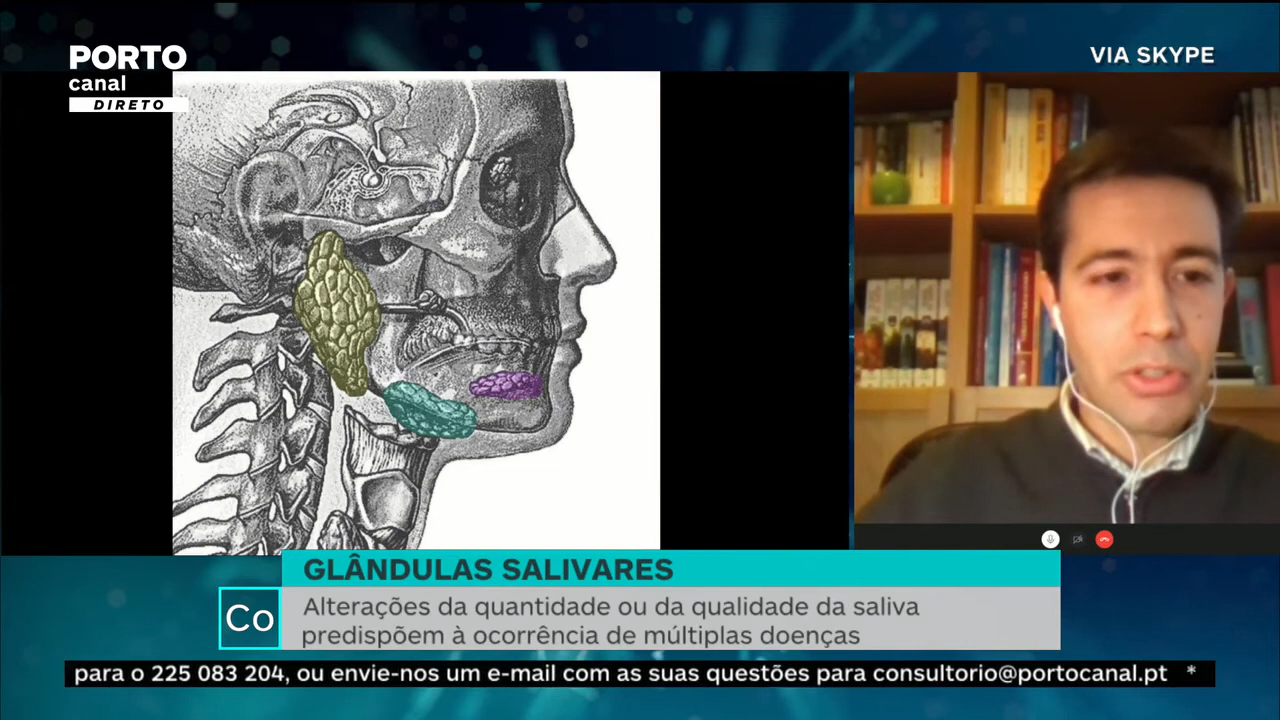 PORTO
canal
DIRETO
VIA SKYPE
GLÂNDULAS SALIVARES
Co
Alterações da quantidade ou da qualidade da saliva
predispõem à ocorrência de múltiplas doenças
para o 225 083 204, ou envie-nos um e-mail com as suas questões para consultorio@portocanal.pt *